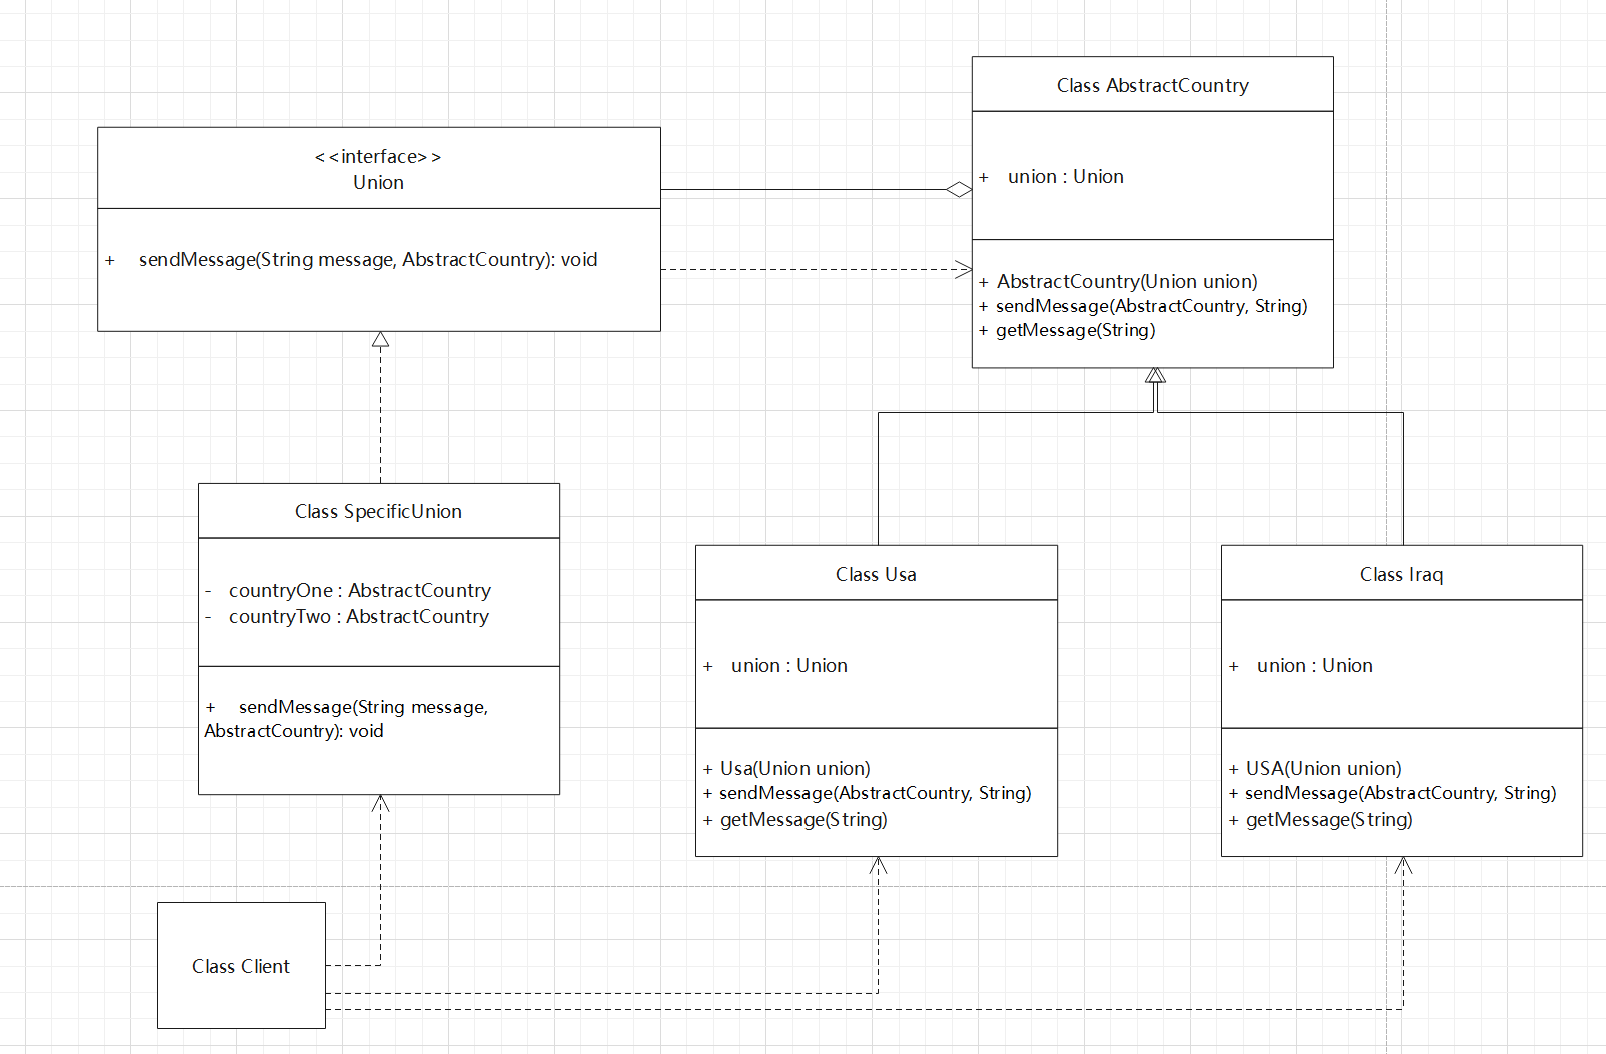 <<interface>>
Union
+ sendMessage(String message, AbstractCountry): void
Class AbstractCountry
+ union : Union
+ AbstractCountry(Union union)
+ sendMessage(AbstractCountry, String)
+ getMessage(String)
Class SpecificUnion
- countryOne : AbstractCountry
- countryTwo : AbstractCountry
+ sendMessage(String message,
AbstractCountry): void
Class Usa
+ union : Union
+ Usa(Union union)
+ sendMessage(AbstractCountry, String)
+ getMessage(String)
Class Iraq
+ union : Union
+ USA(Union union)
+ sendMessage(AbstractCountry, String)
+ getMessage(String)
Class Client